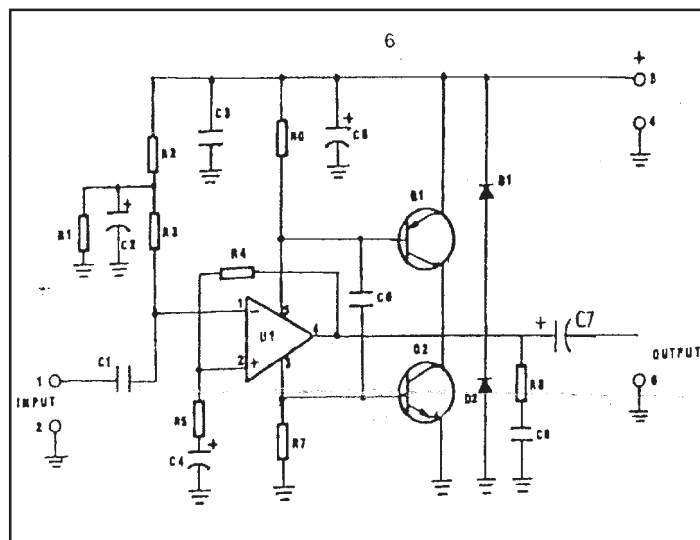 6
+
3
C3
R6
+
C5
4
R2
D1
Q1
+
R1
C2
R3
R4
C6
1
−
5
U1
4
+
C7
C1
2
+
3
Q2
OUTPUT
1
D2
R8
6
INPUT
R5
+
2
C4
R7
C8